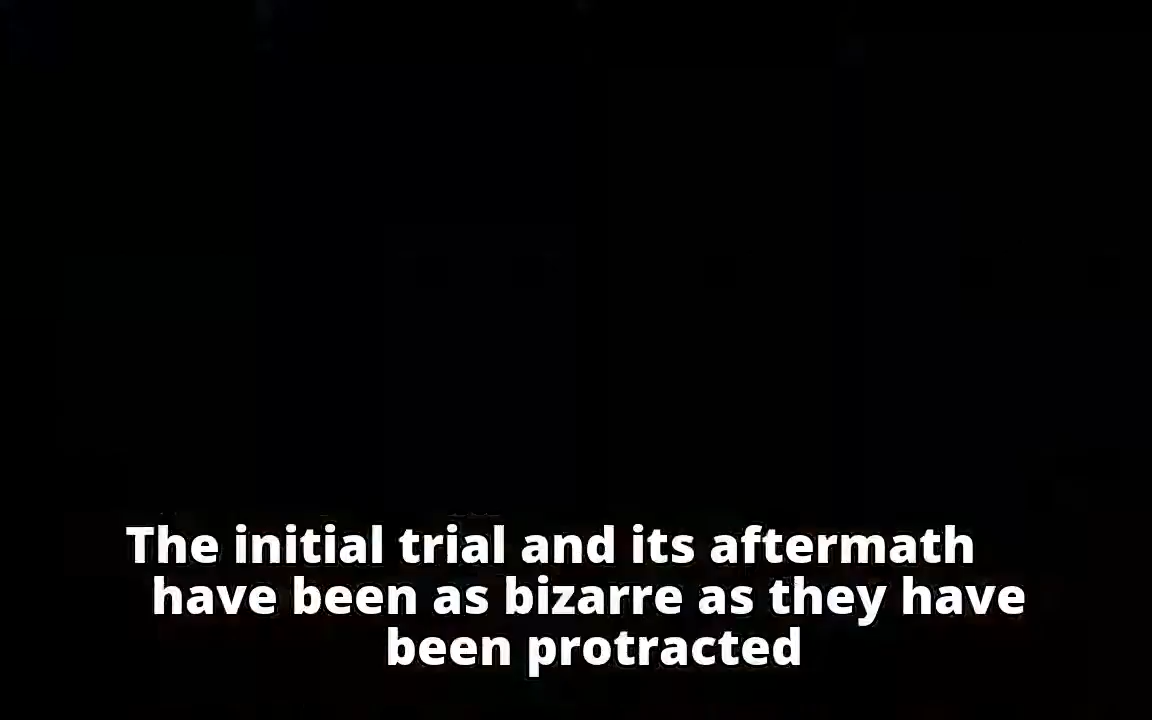 The initial trial and its aftermath
have been as bizarre as they have
been protracted